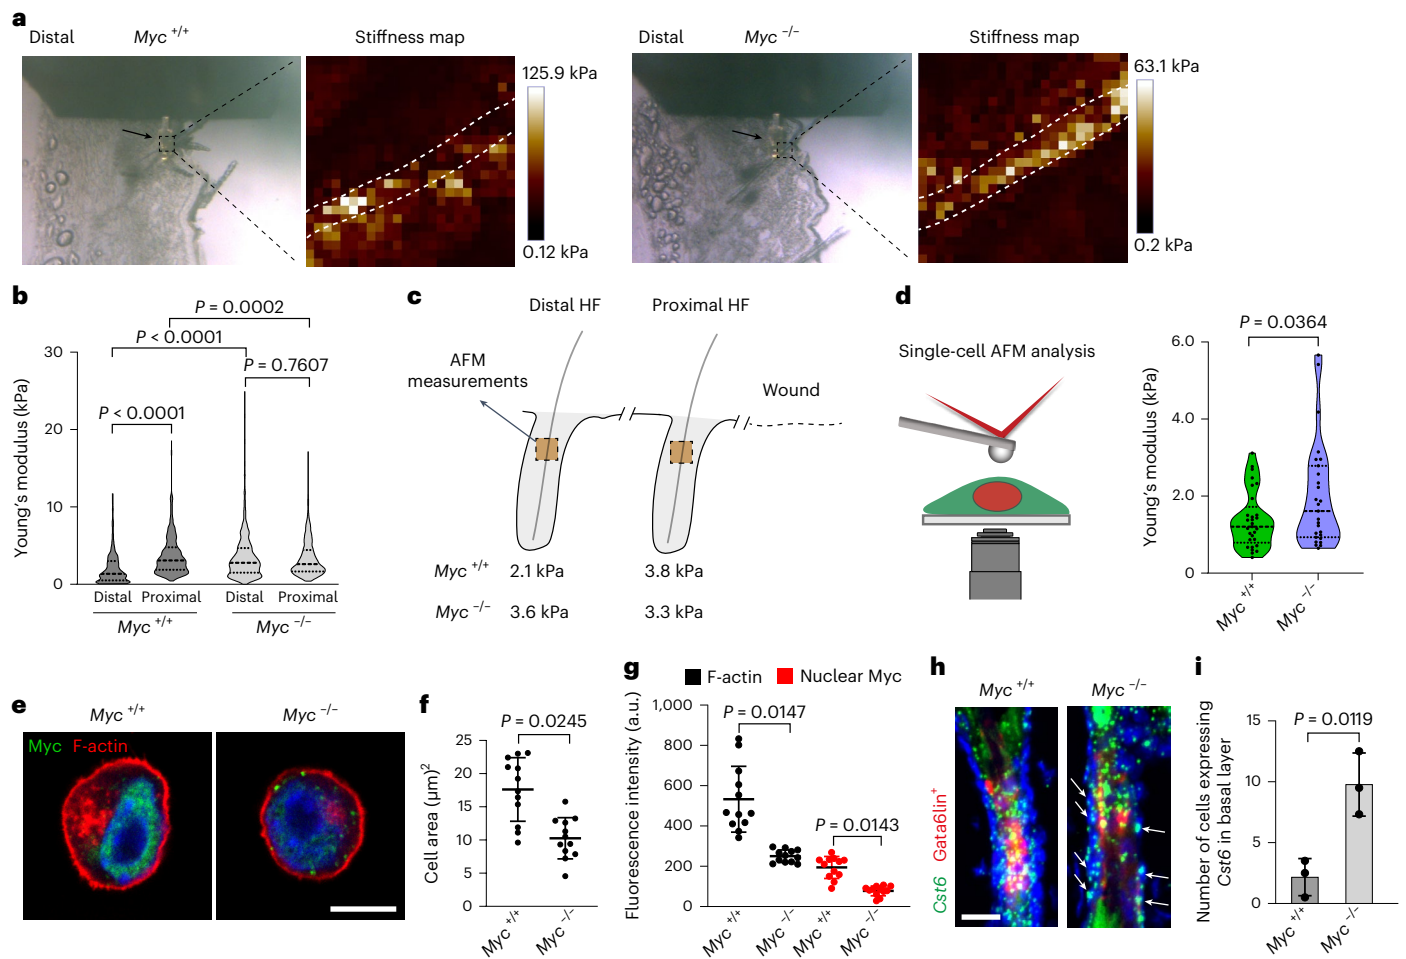 a
Distal
Myc +/+
Stiffness map
125.9 kPa
0.12 kPa
Distal
Myc −/−
Stiffness map
63.1 kPa
0.2 kPa
b
P = 0.0002
P < 0.0001
P = 0.7607
P < 0.0001
Young's modulus (kPa)
30
20
10
0
Distal
Proximal
Distal
Proximal
Myc +/+
Myc −/−
c
Distal HF
Proximal HF
AFM
measurements
Wound
Myc +/+
2.1 kPa
3.8 kPa
Myc −/−
3.6 kPa
3.3 kPa
d
Single-cell AFM analysis
P = 0.0364
Young's modulus (kPa)
6.0
4.0
2.0
0
Myc +/+
Myc −/−
e
Myc +/+
Myc −/−
Myc F-actin
f
P = 0.0245
Cell area (µm)2
25
20
15
10
5
0
Myc +/+
Myc −/−
g
F-actin
Nuclear Myc
Fluorescence intensity (a.u.)
1,000
800
600
400
200
0
P = 0.0147
P = 0.0143
Myc +/+
Myc −/−
Myc +/+
Myc −/−
h
Myc +/+
Myc −/−
Cst6 Gata6lin+
i
Number of cells expressing
Cst6 in basal layer
P = 0.0119
15
10
5
0
Myc +/+
Myc −/−